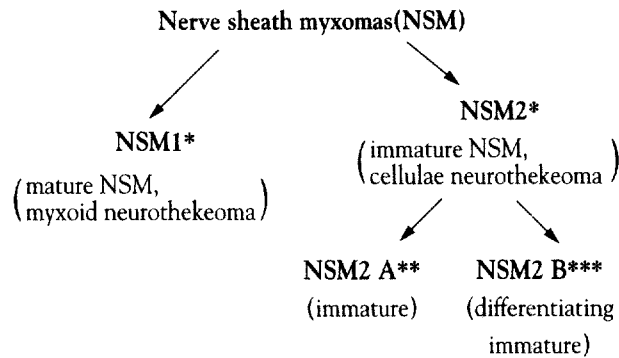 Nerve sheath myxomas(NSM)
NSM1*
(mature NSM,
myxoid neurothekeoma)
NSM2*
(immature NSM,
cellulae neurothekeoma)
NSM2 A**
(immature)
NSM2 B***
(differentiating
immature)